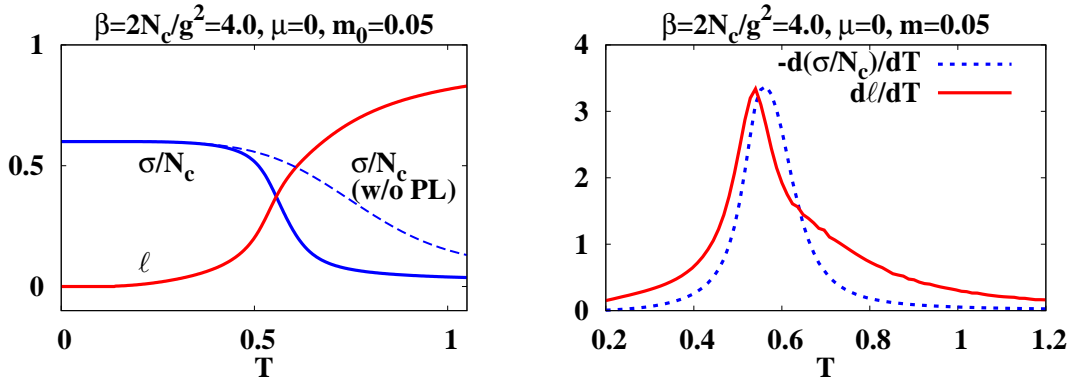 β=2N_c/g^2=4.0, μ=0, m_0=0.05
1
0.5
0
σ/N_c
σ/N_c
(w/o PL)
ℓ
0
0.5
1
T
β=2N_c/g^2=4.0, μ=0, m=0.05
4
3
2
1
0
-d(σ/N_c)/dT
dℓ/dT
0.2
0.4
0.6
0.8
1
1.2
T